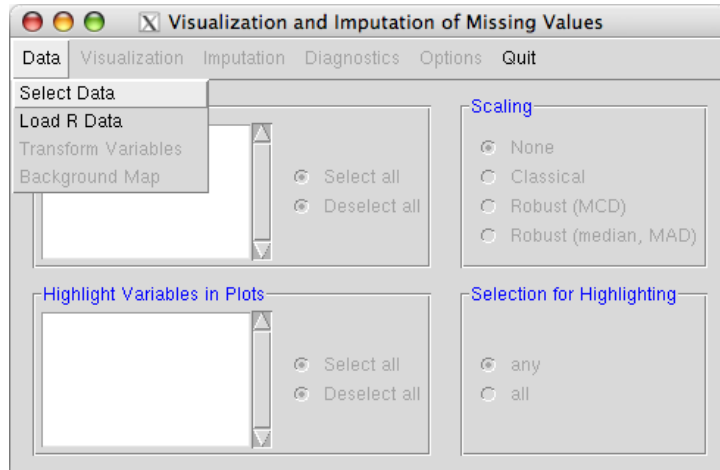 X Visualization and Imputation of Missing Values
Data Visualization Imputation Diagnostics Options Quit
Select Data
Load R Data
Transform Variables
Background Map
Select all
Deselect all
Scaling
None
Classical
Robust (MCD)
Robust (median, MAD)
Highlight Variables in Plots
Select all
Deselect all
Selection for Highlighting
any
all